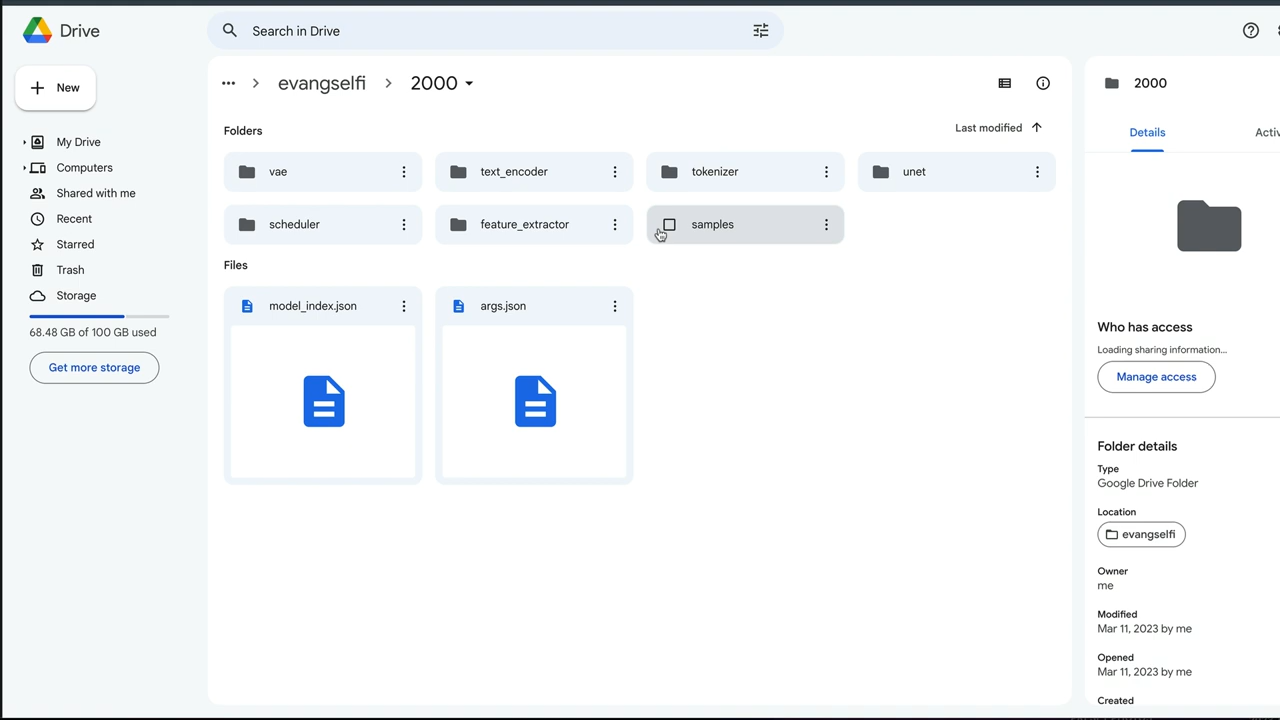 Drive
Search in Drive
New
My Drive
Computers
Shared with me
Recent
Starred
Trash
Storage
68.48 GB of 100 GB used
Get more storage
evangselfi
2000
Folders
Last modified
vae
text_encoder
tokenizer
unet
scheduler
feature_extractor
samples
Files
model_index.json
args.json
2000
Details
Activ
Who has access
Loading sharing information...
Manage access
Folder details
Type
Google Drive Folder
Location
evangselfi
Owner
me
Modified
Mar 11, 2023 by me
Opened
Mar 11, 2023 by me
Created